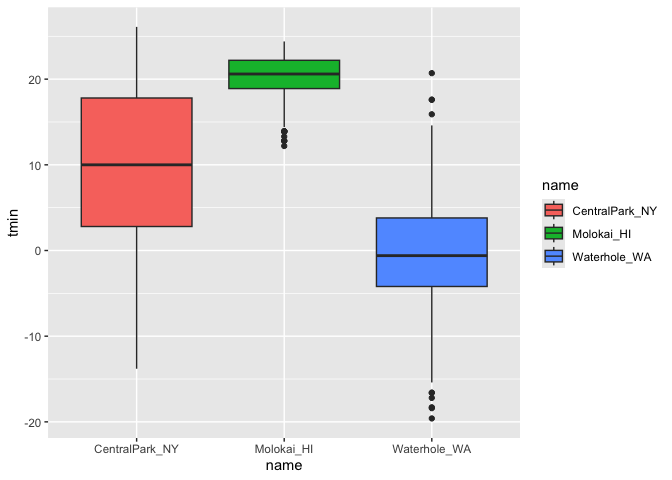 tmin
20
10
0
-10
-20
CentralPark_NY
Molokai_HI
Waterhole_WA
name
name
CentralPark_NY
Molokai_HI
Waterhole_WA